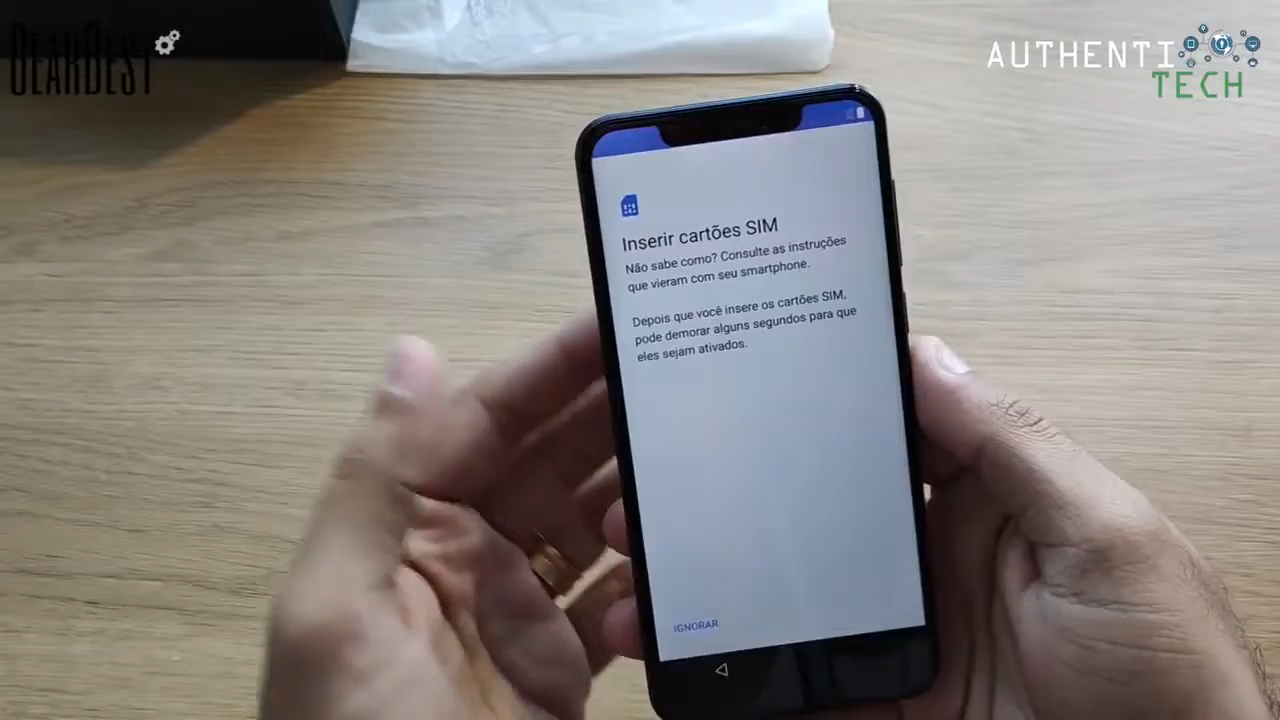 GEARBEST
AUTHENTI
TECH
Inserir cartões SIM
Não sabe como? Consulte as instruções
que vieram com seu smartphone.
Depois que você insere os cartões SIM,
pode demorar alguns segundos para que
eles sejam ativados.
IGNORAR